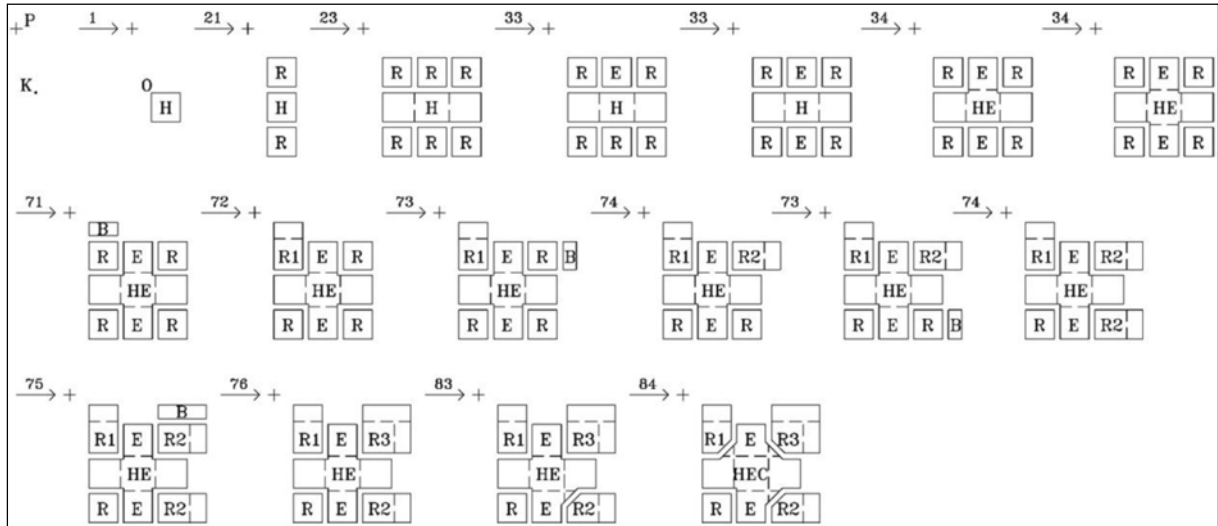 P 1 21 23 33 33 34 34
R R R R R E R R E R R E R R E R
K. O
H H H H H HE HE
R R R R R R R R E R R E R R E R
71 72 73 74 73 74
B
R E R R1 E R R1 E R B R1 E R2 R1 E R2 R1 E R2
HE HE HE HE HE HE
R E R R E R R E R R E R R E R B R E R2
75 76 83 84
B
R1 E R2 R1 E R3 R1 E R3 R1 E R3
HE HE HE HEC
R E R2 R E R2 R E R2 R E R2